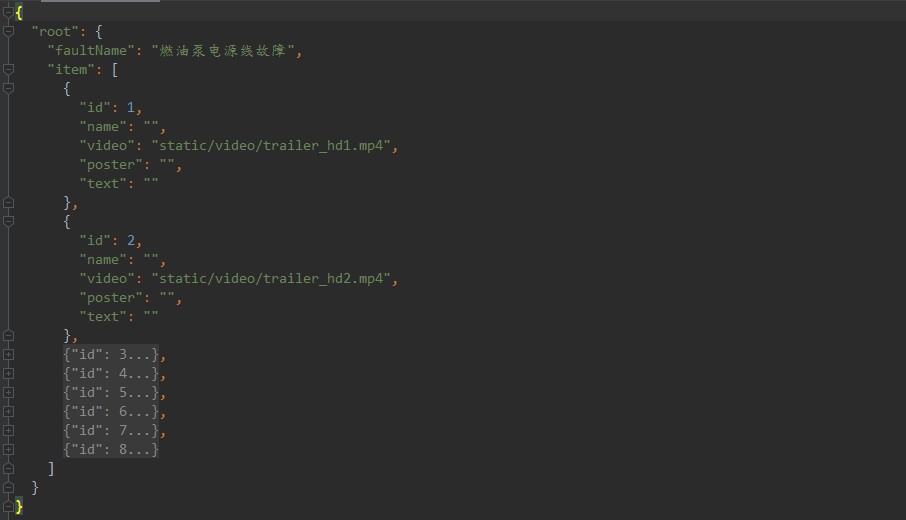 {
  "root": {
    "faultName": "燃油泵电源线故障",
    "item": [
      {
        "id": 1,
        "name": "",
        "video": "static/video/trailer_hd1.mp4",
        "poster": "",
        "text": ""
      },
      {
        "id": 2,
        "name": "",
        "video": "static/video/trailer_hd2.mp4",
        "poster": "",
        "text": ""
      },
      {"id": 3...},
      {"id": 4...},
      {"id": 5...},
      {"id": 6...},
      {"id": 7...},
      {"id": 8...}
    ]
  }
}